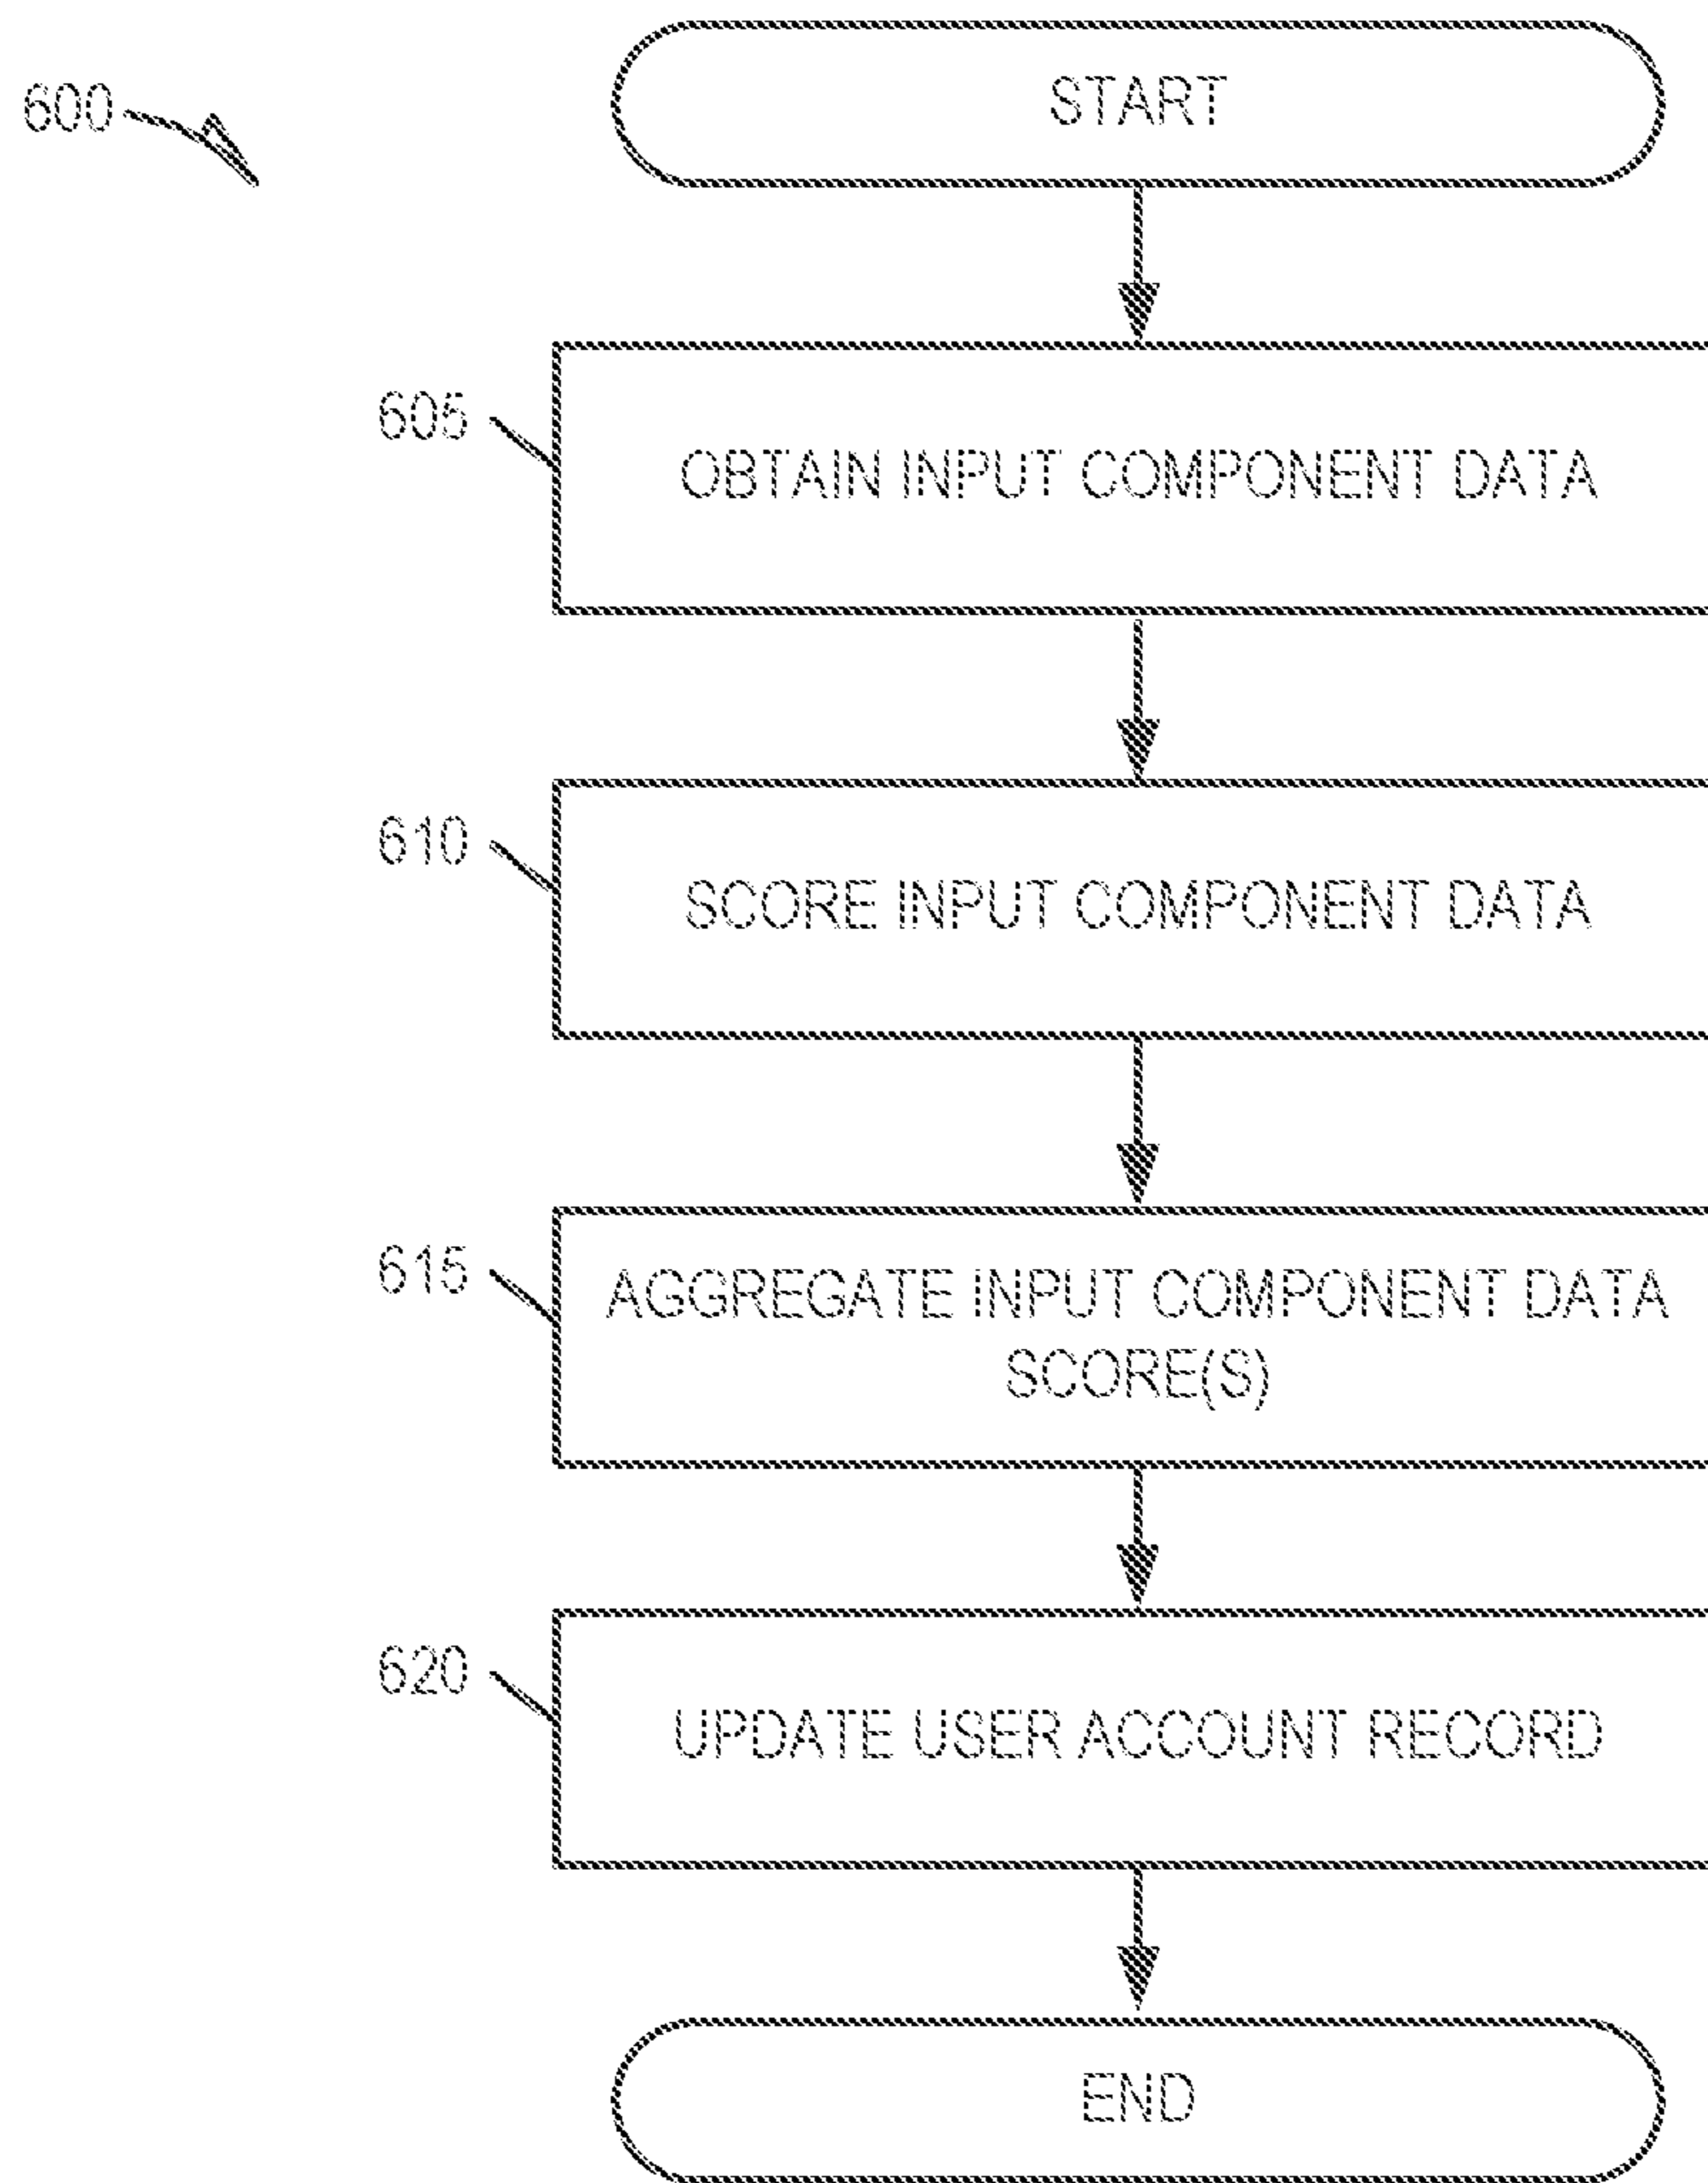 600
START
605
OBTAIN INPUT COMPONENT DATA
610
SCORE INPUT COMPONENT DATA
615
AGGREGATE INPUT COMPONENT DATA
SCORE(S)
620
UPDATE USER ACCOUNT RECORD
END